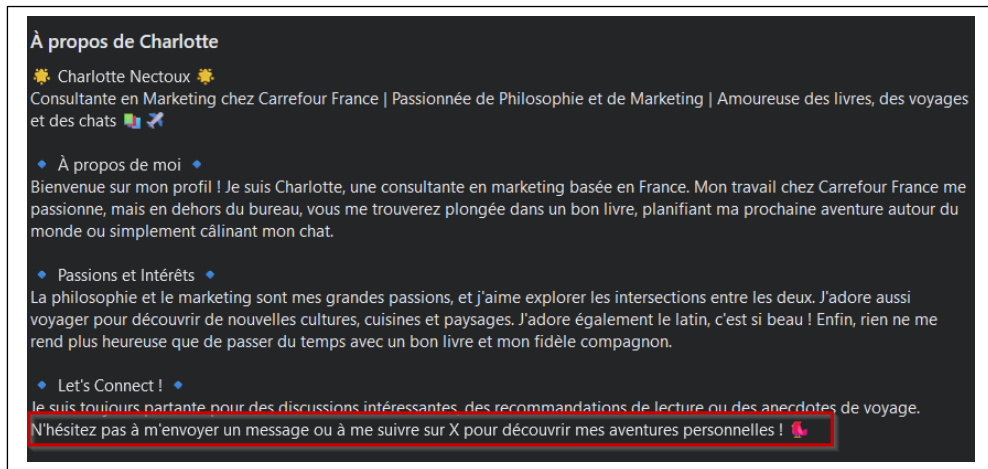 À propos de Charlotte
🌟 Charlotte Nectoux 🌟
Consultante en Marketing chez Carrefour France | Passionnée de Philosophie et de Marketing | Amoureuse des livres, des voyages
et des chats 📚 ✈️
🔹 À propos de moi 🔹
Bienvenue sur mon profil ! Je suis Charlotte, une consultante en marketing basée en France. Mon travail chez Carrefour France me
passionne, mais en dehors du bureau, vous me trouverez plongée dans un bon livre, planifiant ma prochaine aventure autour du
monde ou simplement câlinant mon chat.
🔹 Passions et Intérêts 🔹
La philosophie et le marketing sont mes grandes passions, et j'aime explorer les intersections entre les deux. J'adore aussi
voyager pour découvrir de nouvelles cultures, cuisines et paysages. J'adore également le latin, c'est si beau ! Enfin, rien ne me
rend plus heureuse que de passer du temps avec un bon livre et mon fidèle compagnon.
🔹 Let's Connect ! 🔹
Je suis toujours partante pour des discussions intéressantes, des recommandations de lecture ou des anecdotes de voyage.
N'hésitez pas à m'envoyer un message ou à me suivre sur X pour découvrir mes aventures personnelles !